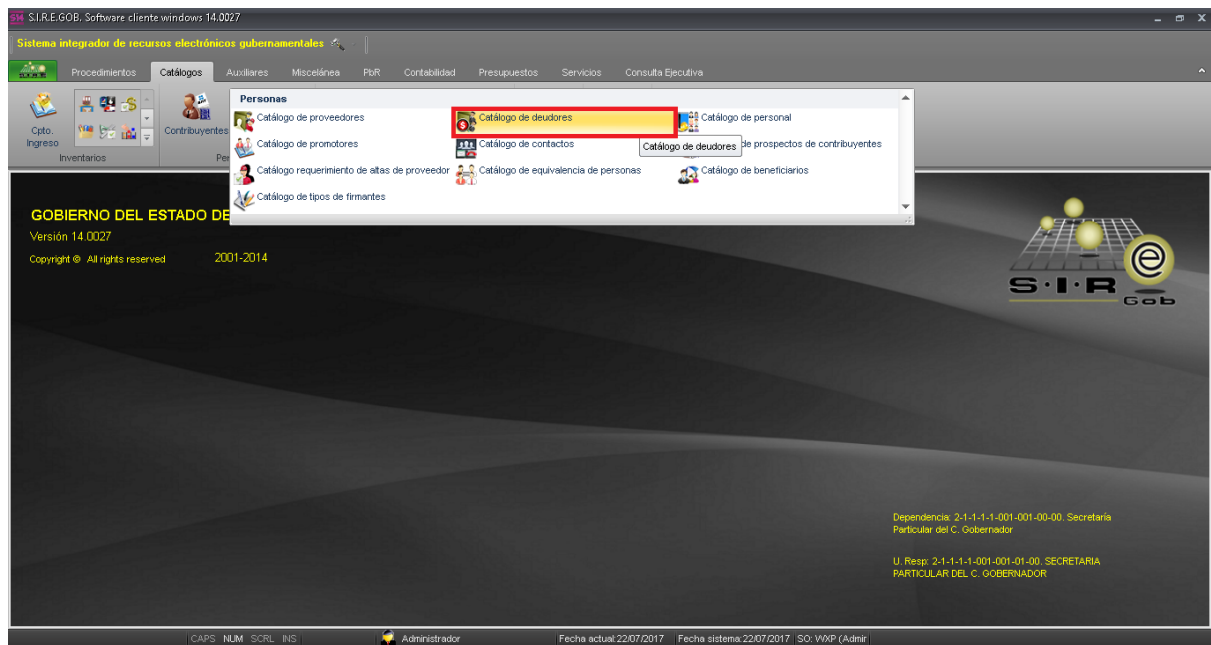 SM S.I.R.E.GOB. Software cliente windows 14.0027
Sistema integrador de recursos electrónicos gubernamentales
S.I.R.E. Procedimientos Catálogos Auxiliares Miscelánea PbR Contabilidad Presupuestos Servicios Consulta Ejecutiva
Cpto. Ingreso
Inventarios
Contribuyentes
Per
Personas
Catálogo de proveedores Catálogo de deudores Catálogo de personal
Catálogo de promotores Catálogo de contactos de prospectos de contribuyentes
Catálogo de deudores
Catálogo requerimiento de altas de proveedor Catálogo de equivalencia de personas Catálogo de beneficiarios
Catálogo de tipos de firmantes
GOBIERNO DEL ESTADO DE
Versión 14.0027
Copyright © All rights reserved 2001-2014
S·I·R e
Gob
Dependencia: 2-1-1-1-1-001-001-00-00. Secretaría
Particular del C. Gobernador
U. Resp: 2-1-1-1-1-001-001-01-00. SECRETARIA
PARTICULAR DEL C. GOBERNADOR
CAPS NUM SCRL INS Administrador Fecha actual:22/07/2017 Fecha sistema:22/07/2017 SO: WXP (Admir